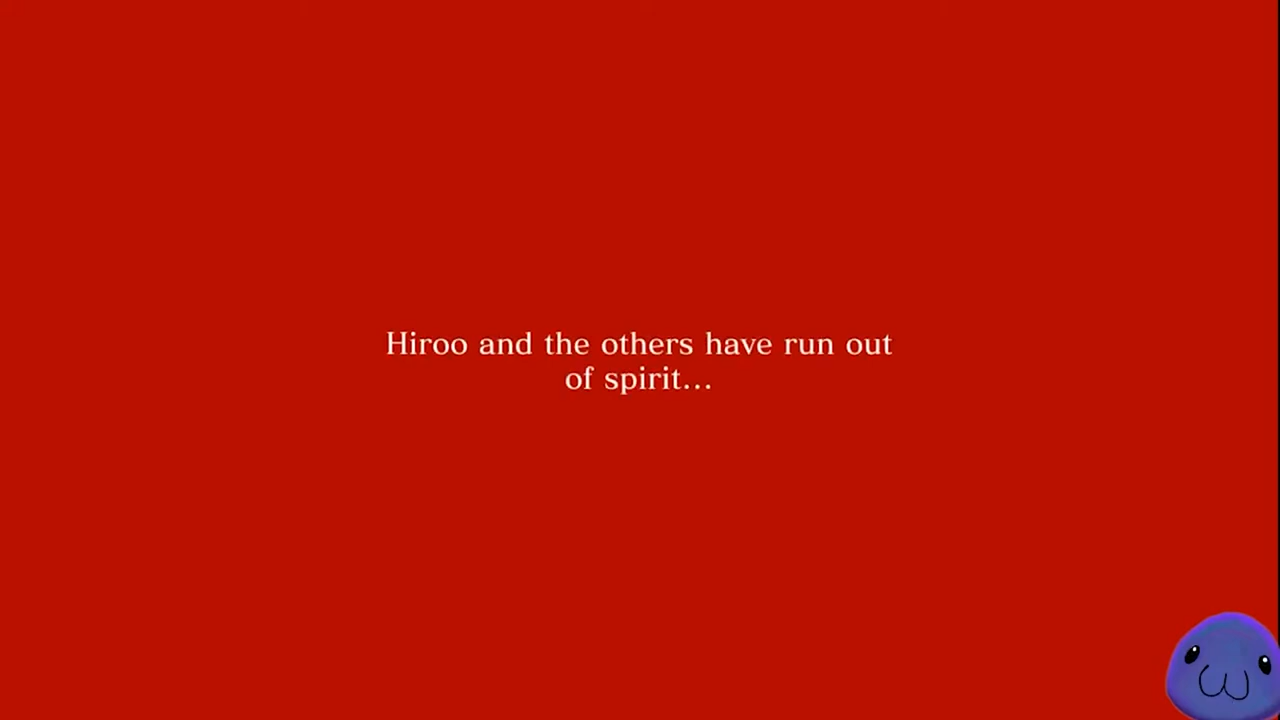 Hiroo and the others have run out
of spirit...